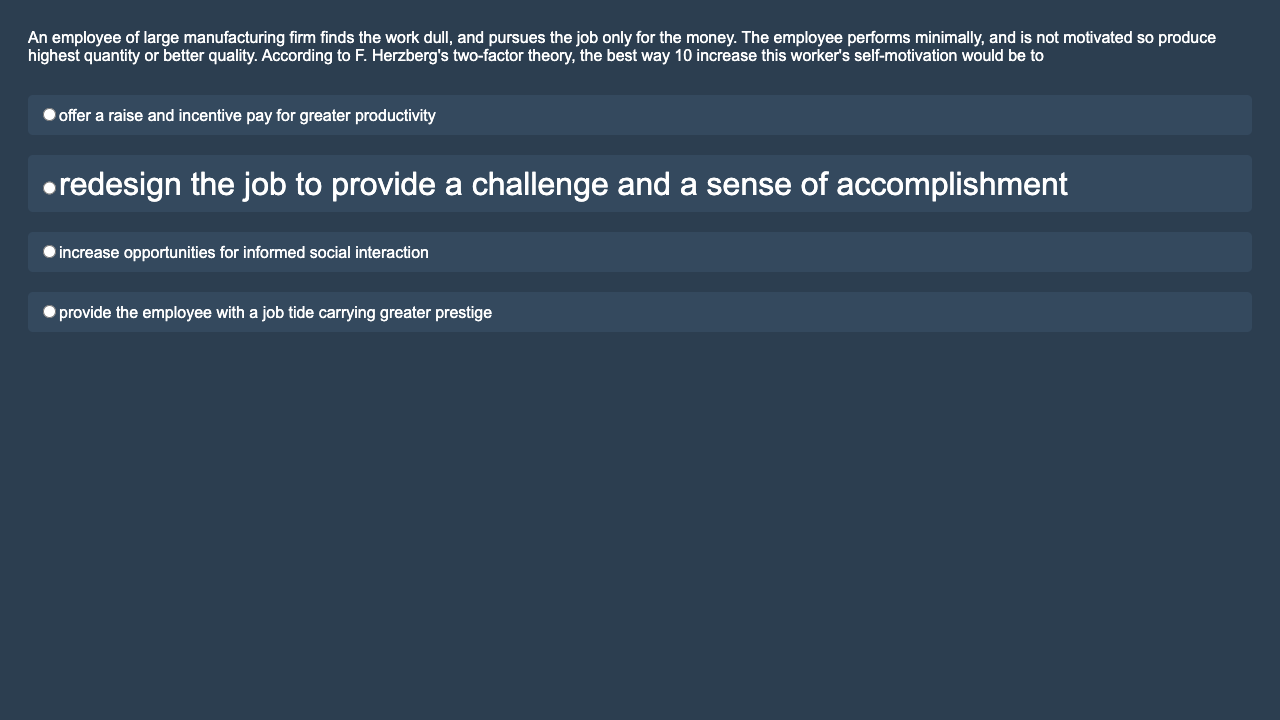 An employee of large manufacturing firm finds the work dull, and pursues the job only for the money. The employee performs minimally, and is not motivated so produce
highest quantity or better quality. According to F. Herzberg's two-factor theory, the best way 10 increase this worker's self-motivation would be to
offer a raise and incentive pay for greater productivity
redesign the job to provide a challenge and a sense of accomplishment
increase opportunities for informed social interaction
provide the employee with a job tide carrying greater prestige